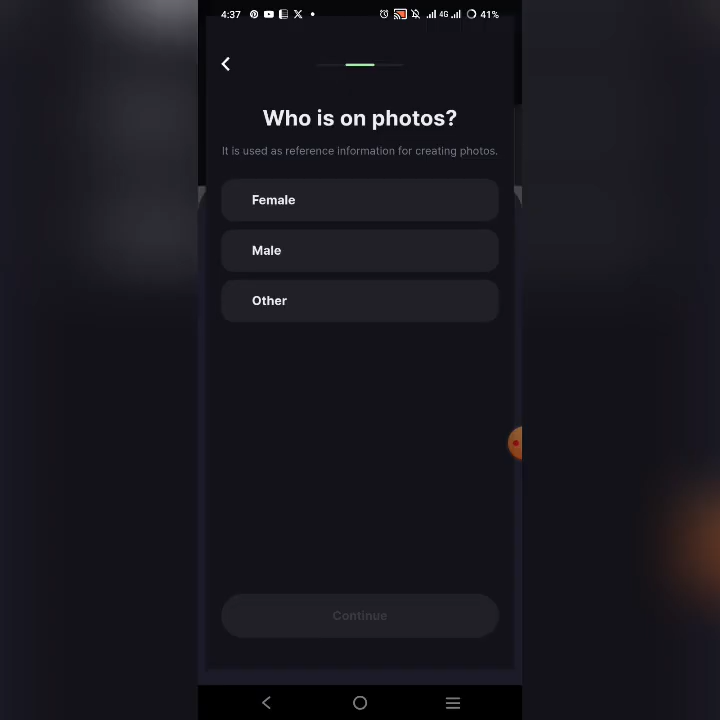 4:37 4G 41%
Who is on photos?
It is used as reference information for creating photos.
Female
Male
Other
Continue